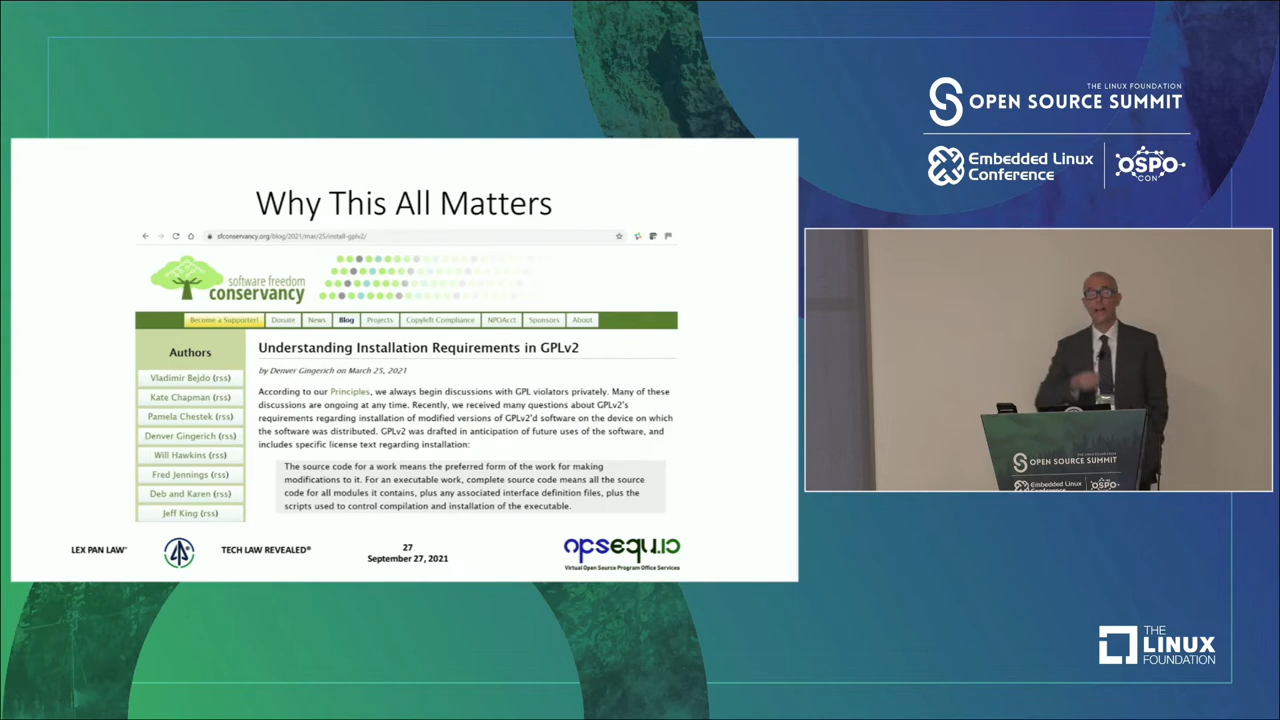 THE LINUX FOUNDATION
OPEN SOURCE SUMMIT
Embedded Linux
Conference
OSPO
CON
Why This All Matters
sfconservancy.org/blog/2021/mar/25/install-gplv2/
software freedom
conservancy
Become a Supporter! Donate News Blog Projects Copyleft Compliance NPOAcct Sponsors About
Authors
Vladimir Bejdo (rss)
Kate Chapman (rss)
Pamela Chestek (rss)
Denver Gingerich (rss)
Will Hawkins (rss)
Fred Jennings (rss)
Deb and Karen (rss)
Jeff King (rss)
Understanding Installation Requirements in GPLv2
by Denver Gingerich on March 25, 2021
According to our Principles, we always begin discussions with GPL violators privately. Many of these
discussions are ongoing at any time. Recently, we received many questions about GPLv2's
requirements regarding installation of modified versions of GPLv2'd software on the device on which
the software was distributed. GPLv2 was drafted in anticipation of future uses of the software, and
includes specific license text regarding installation:
The source code for a work means the preferred form of the work for making
modifications to it. For an executable work, complete source code means all the source
code for all modules it contains, plus any associated interface definition files, plus the
scripts used to control compilation and installation of the executable.
LEX PAN LAW®
TECH LAW REVEALED®
27
September 27, 2021
opsequ.io
Virtual Open Source Program Office Services
OPEN SOURCE SUMMIT
Embedded Linux
OSPO
THE
LINUX
FOUNDATION